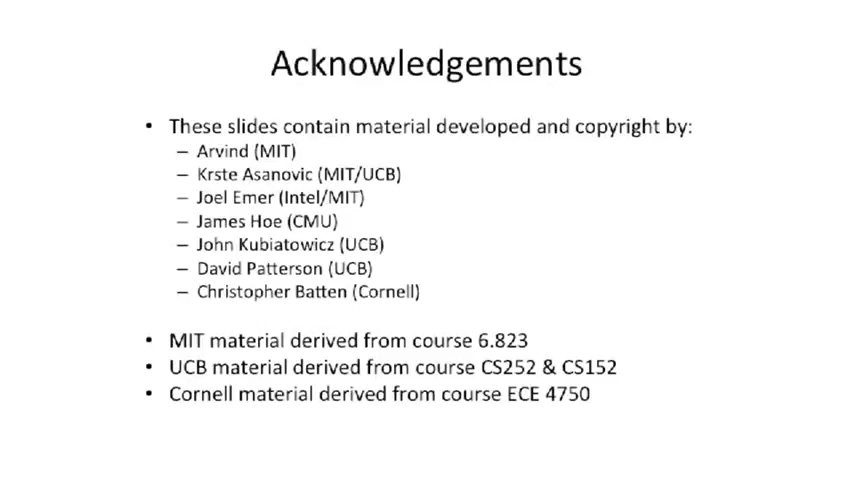 Acknowledgements
• These slides contain material developed and copyright by:
– Arvind (MIT)
– Krste Asanovic (MIT/UCB)
– Joel Emer (Intel/MIT)
– James Hoe (CMU)
– John Kubiatowicz (UCB)
– David Patterson (UCB)
– Christopher Batten (Cornell)
• MIT material derived from course 6.823
• UCB material derived from course CS252 & CS152
• Cornell material derived from course ECE 4750